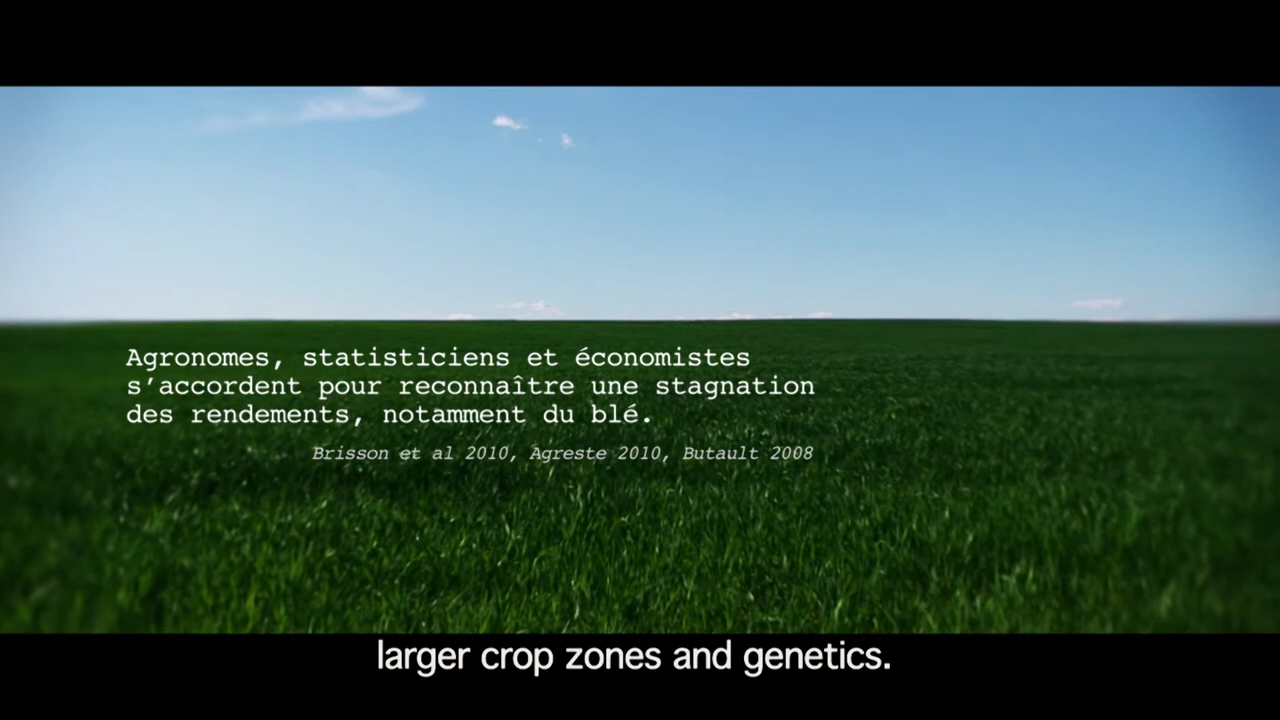 Agronomes, statisticiens et économistes
s’accordent pour reconnaître une stagnation
des rendements, notamment du blé.
Brisson et al 2010, Agreste 2010, Butault 2008
larger crop zones and genetics.